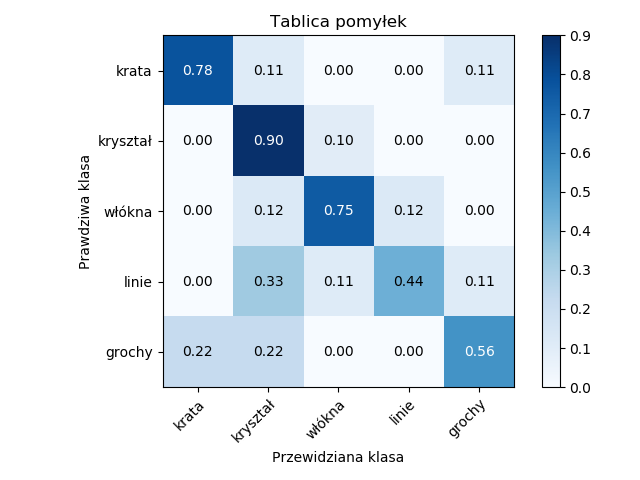 Tablica pomyłek
Prawdziwa klasa
krata 0.78 0.11 0.00 0.00 0.11
kryształ 0.00 0.90 0.10 0.00 0.00
włókna 0.00 0.12 0.75 0.12 0.00
linie 0.00 0.33 0.11 0.44 0.11
grochy 0.22 0.22 0.00 0.00 0.56
krata kryształ włókna linie grochy
Przewidziana klasa
0.9
0.8
0.7
0.6
0.5
0.4
0.3
0.2
0.1
0.0